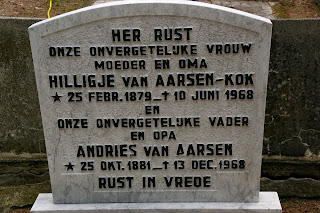 HER RUST
ONZE ONVERGETELIJKE VROUW
MOEDER EN OMA
HILLIGJE VAN AARSEN-KOK
★ 25 FEBR. 1879 - † 10 JUNI 1968
EN
ONZE ONVERGETELIJKE VADER
EN OPA
ANDRIES VAN AARSEN
★ 25 OKT. 1881 - † 13 DEC. 1968
RUST IN VREDE